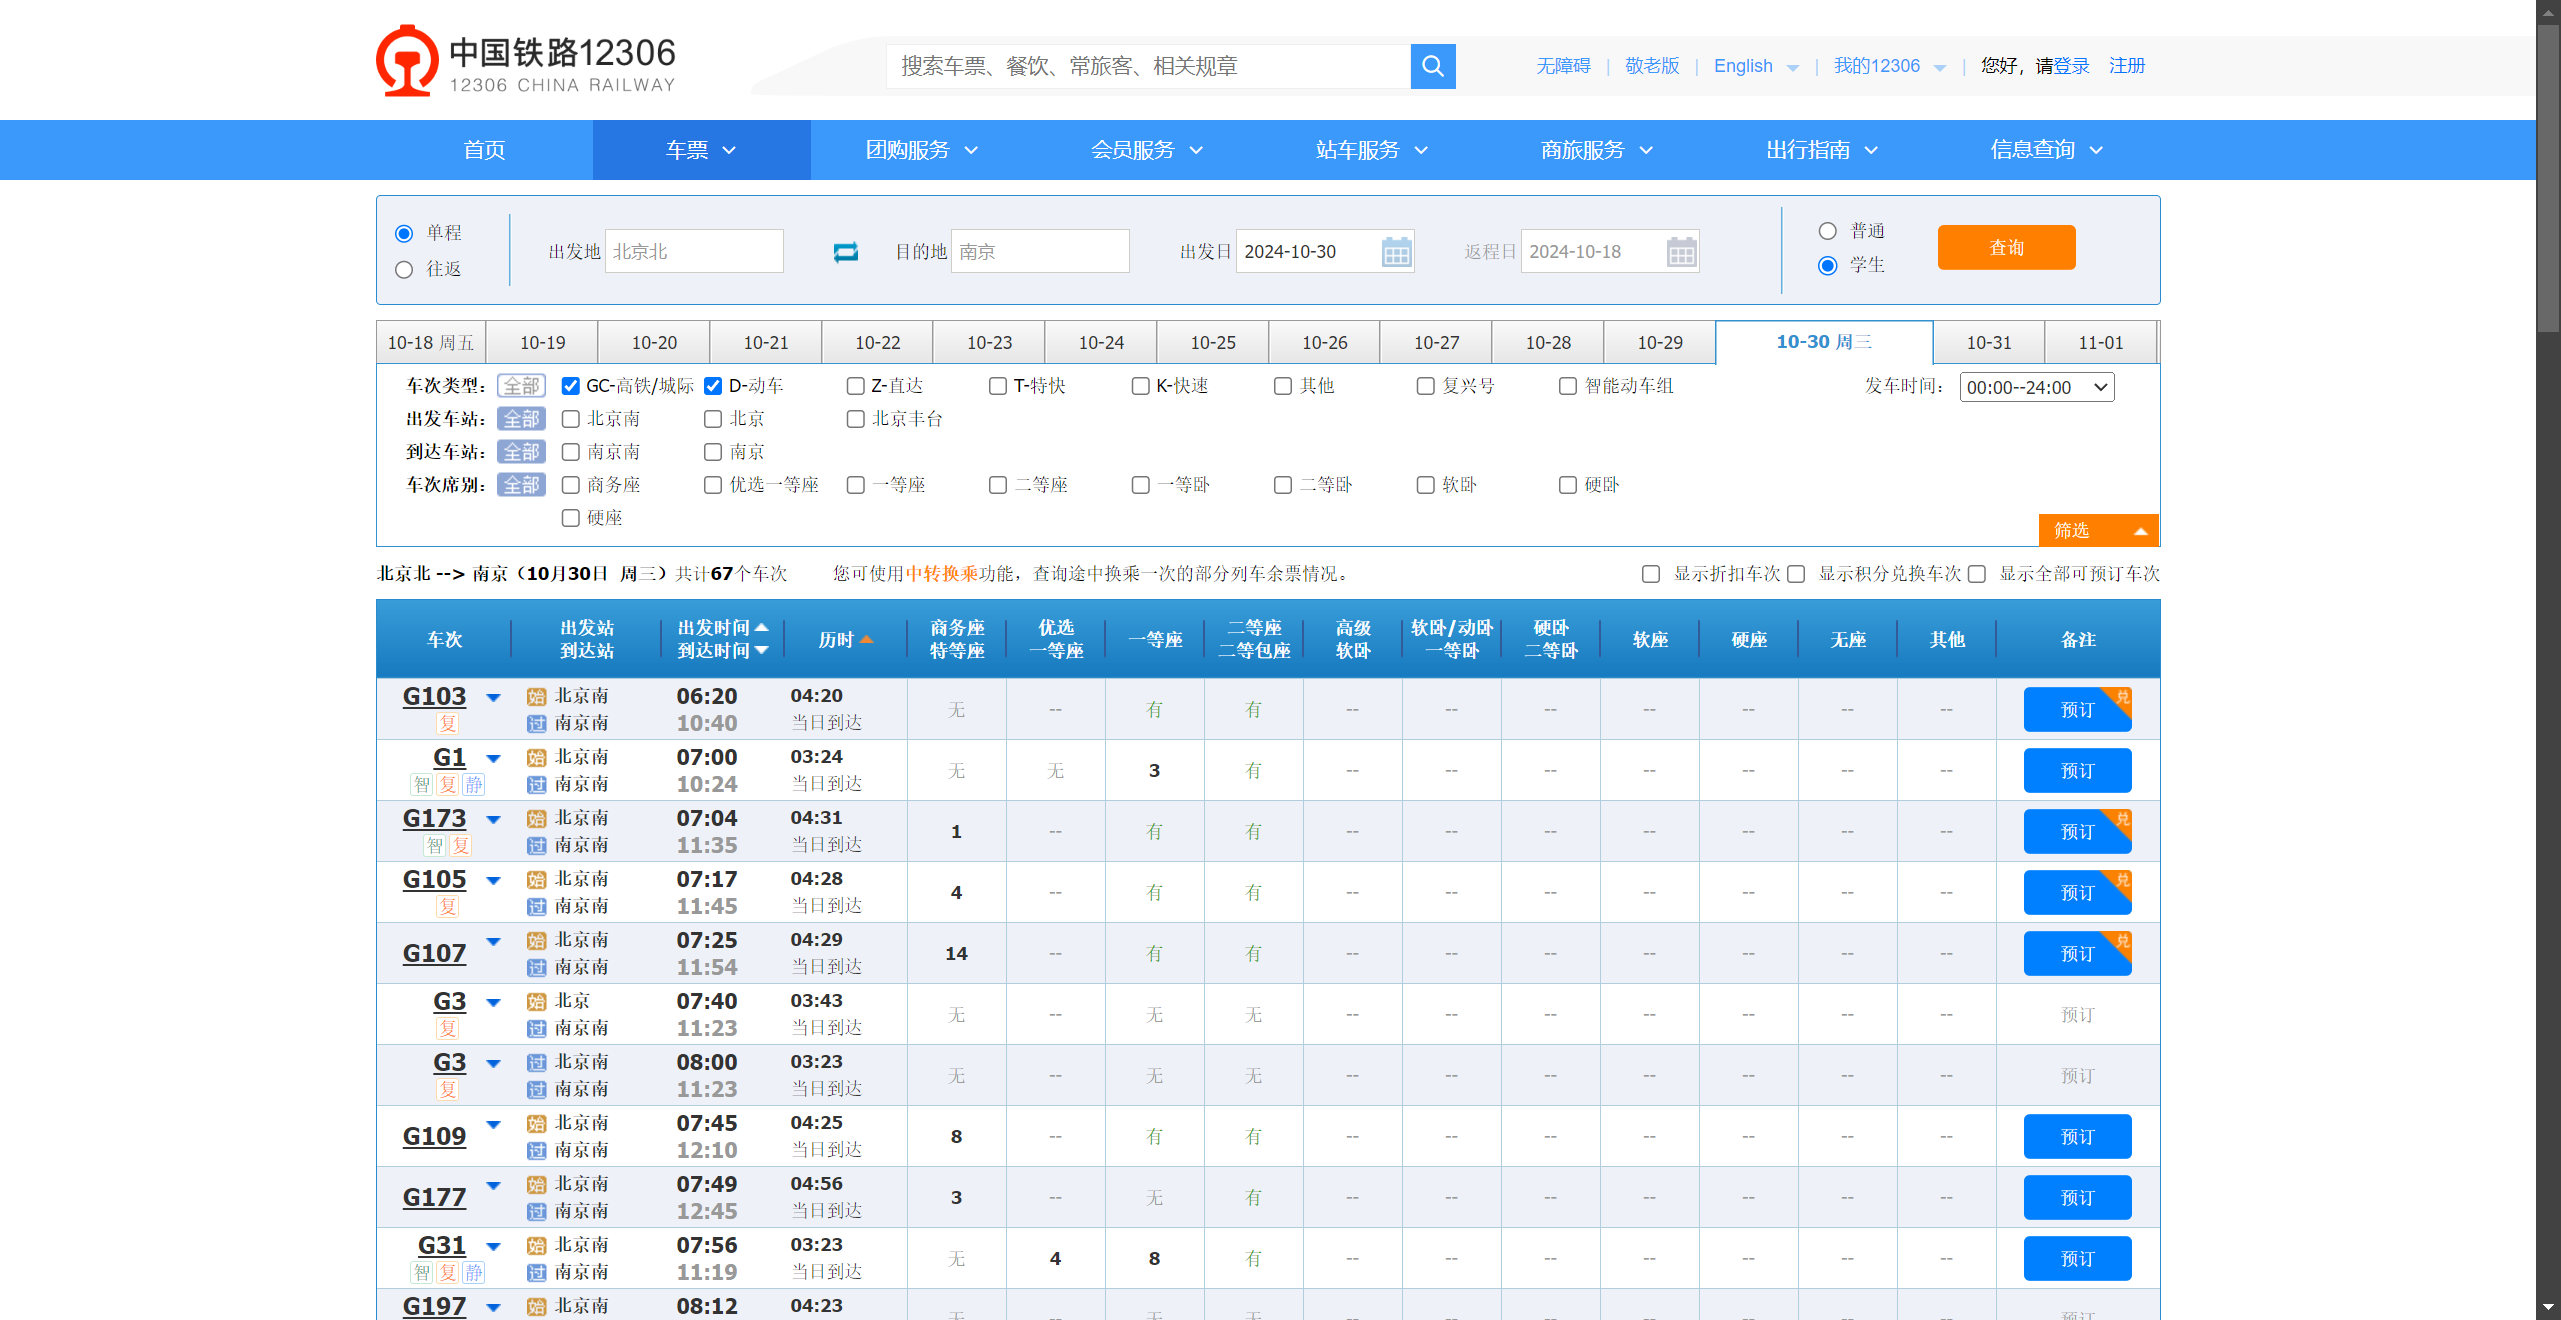 中国铁路12306
12306 CHINA RAILWAY
搜索车票、餐饮、常旅客、相关规章
无障碍 | 敬老版 | English | 我的12306 | 您好，请登录 注册
首页 车票 团购服务 会员服务 站车服务 商旅服务 出行指南 信息查询
单程
往返
出发地 北京北 目的地 南京 出发日 2024-10-30 返程日 2024-10-18
普通
学生
查询
10-18 周五 10-19 10-20 10-21 10-22 10-23 10-24 10-25 10-26 10-27 10-28 10-29 10-30 周三 10-31 11-01
车次类型： 全部 GC-高铁/城际 D-动车 Z-直达 T-特快 K-快速 其他 复兴号 智能动车组 发车时间： 00:00--24:00
出发车站： 全部 北京南 北京 北京丰台
到达车站： 全部 南京南 南京
车次席别： 全部 商务座 优选一等座 一等座 二等座 一等卧 二等卧 软卧 硬卧
硬座
筛选
北京北 --> 南京（10月30日 周三）共计67个车次 您可使用中转换乘功能，查询途中换乘一次的部分列车余票情况。 显示折扣车次 显示积分兑换车次 显示全部可预订车次
车次 出发站 到达站 出发时间 到达时间 历时 商务座 特等座 优选 一等座 一等座 二等座 二等包座 高级 软卧 软卧/动卧 一等卧 硬卧 二等卧 软座 硬座 无座 其他 备注
G103 始 北京南 06:20 04:20 无 -- 有 有 -- -- -- -- -- -- -- 预订 兑
复 过 南京南 10:40 当日到达
G1 始 北京南 07:00 03:24 无 无 3 有 -- -- -- -- -- -- -- 预订
智 复 静 过 南京南 10:24 当日到达
G173 始 北京南 07:04 04:31 1 -- 有 有 -- -- -- -- -- -- -- 预订 兑
智 复 过 南京南 11:35 当日到达
G105 始 北京南 07:17 04:28 4 -- 有 有 -- -- -- -- -- -- -- 预订 兑
复 过 南京南 11:45 当日到达
G107 始 北京南 07:25 04:29 14 -- 有 有 -- -- -- -- -- -- -- 预订 兑
过 南京南 11:54 当日到达
G3 始 北京 07:40 03:43 无 -- 无 无 -- -- -- -- -- -- -- 预订
复 过 南京南 11:23 当日到达
G3 过 北京南 08:00 03:23 无 -- 无 无 -- -- -- -- -- -- -- 预订
复 过 南京南 11:23 当日到达
G109 始 北京南 07:45 04:25 8 -- 有 有 -- -- -- -- -- -- -- 预订
过 南京南 12:10 当日到达
G177 始 北京南 07:49 04:56 3 -- 无 有 -- -- -- -- -- -- -- 预订
过 南京南 12:45 当日到达
G31 始 北京南 07:56 03:23 无 4 8 有 -- -- -- -- -- -- -- 预订
智 复 静 过 南京南 11:19 当日到达
G197 始 北京南 08:12 04:23